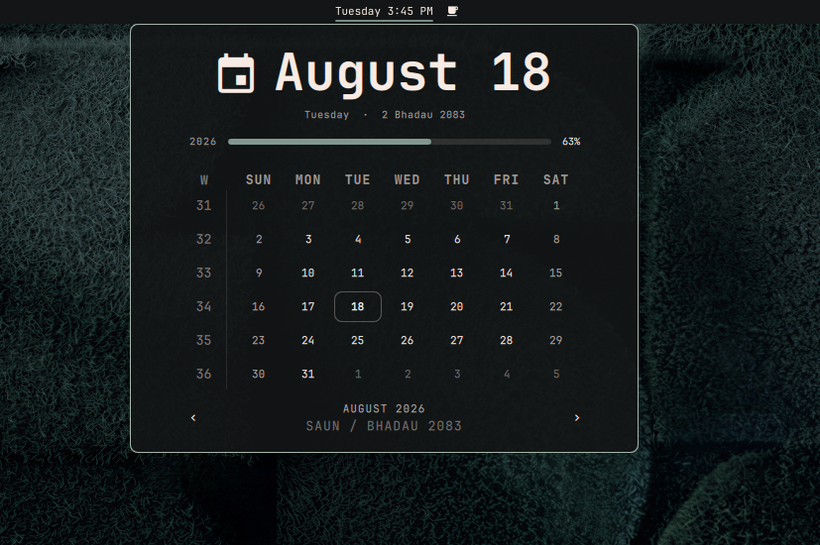 Tuesday 3:45 PM
August 18
Tuesday · 2 Bhadau 2083
2026 63%
W SUN MON TUE WED THU FRI SAT
31 26 27 28 29 30 31 1
32 2 3 4 5 6 7 8
33 9 10 11 12 13 14 15
34 16 17 18 19 20 21 22
35 23 24 25 26 27 28 29
36 30 31 1 2 3 4 5
AUGUST 2026
SAUN / BHADAU 2083